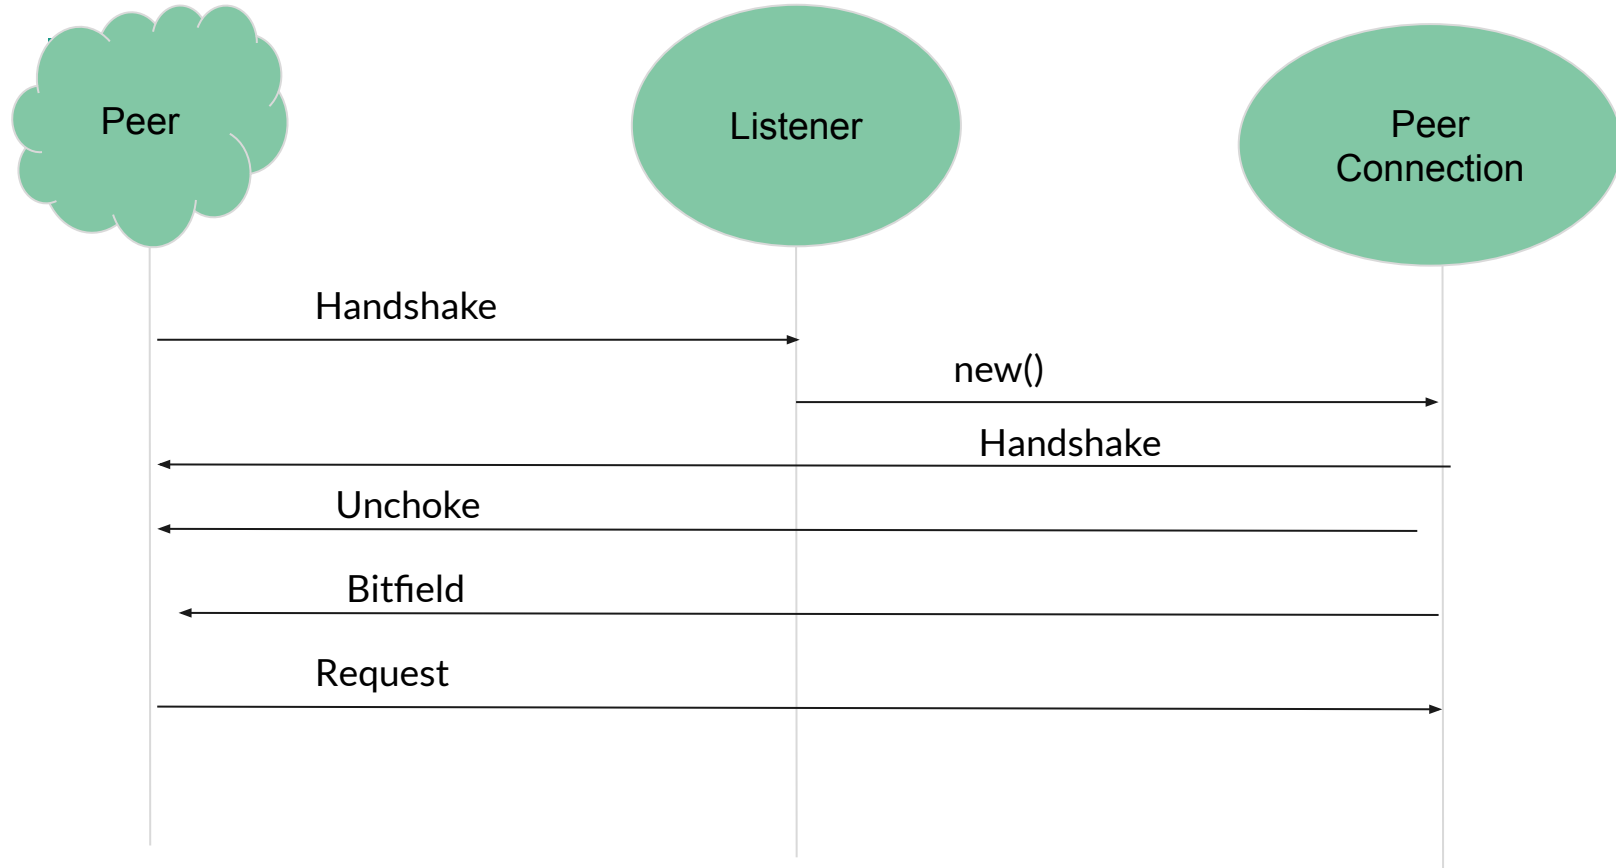 Peer
Listener
Peer
Connection
Handshake
new()
Handshake
Unchoke
Bitfield
Request